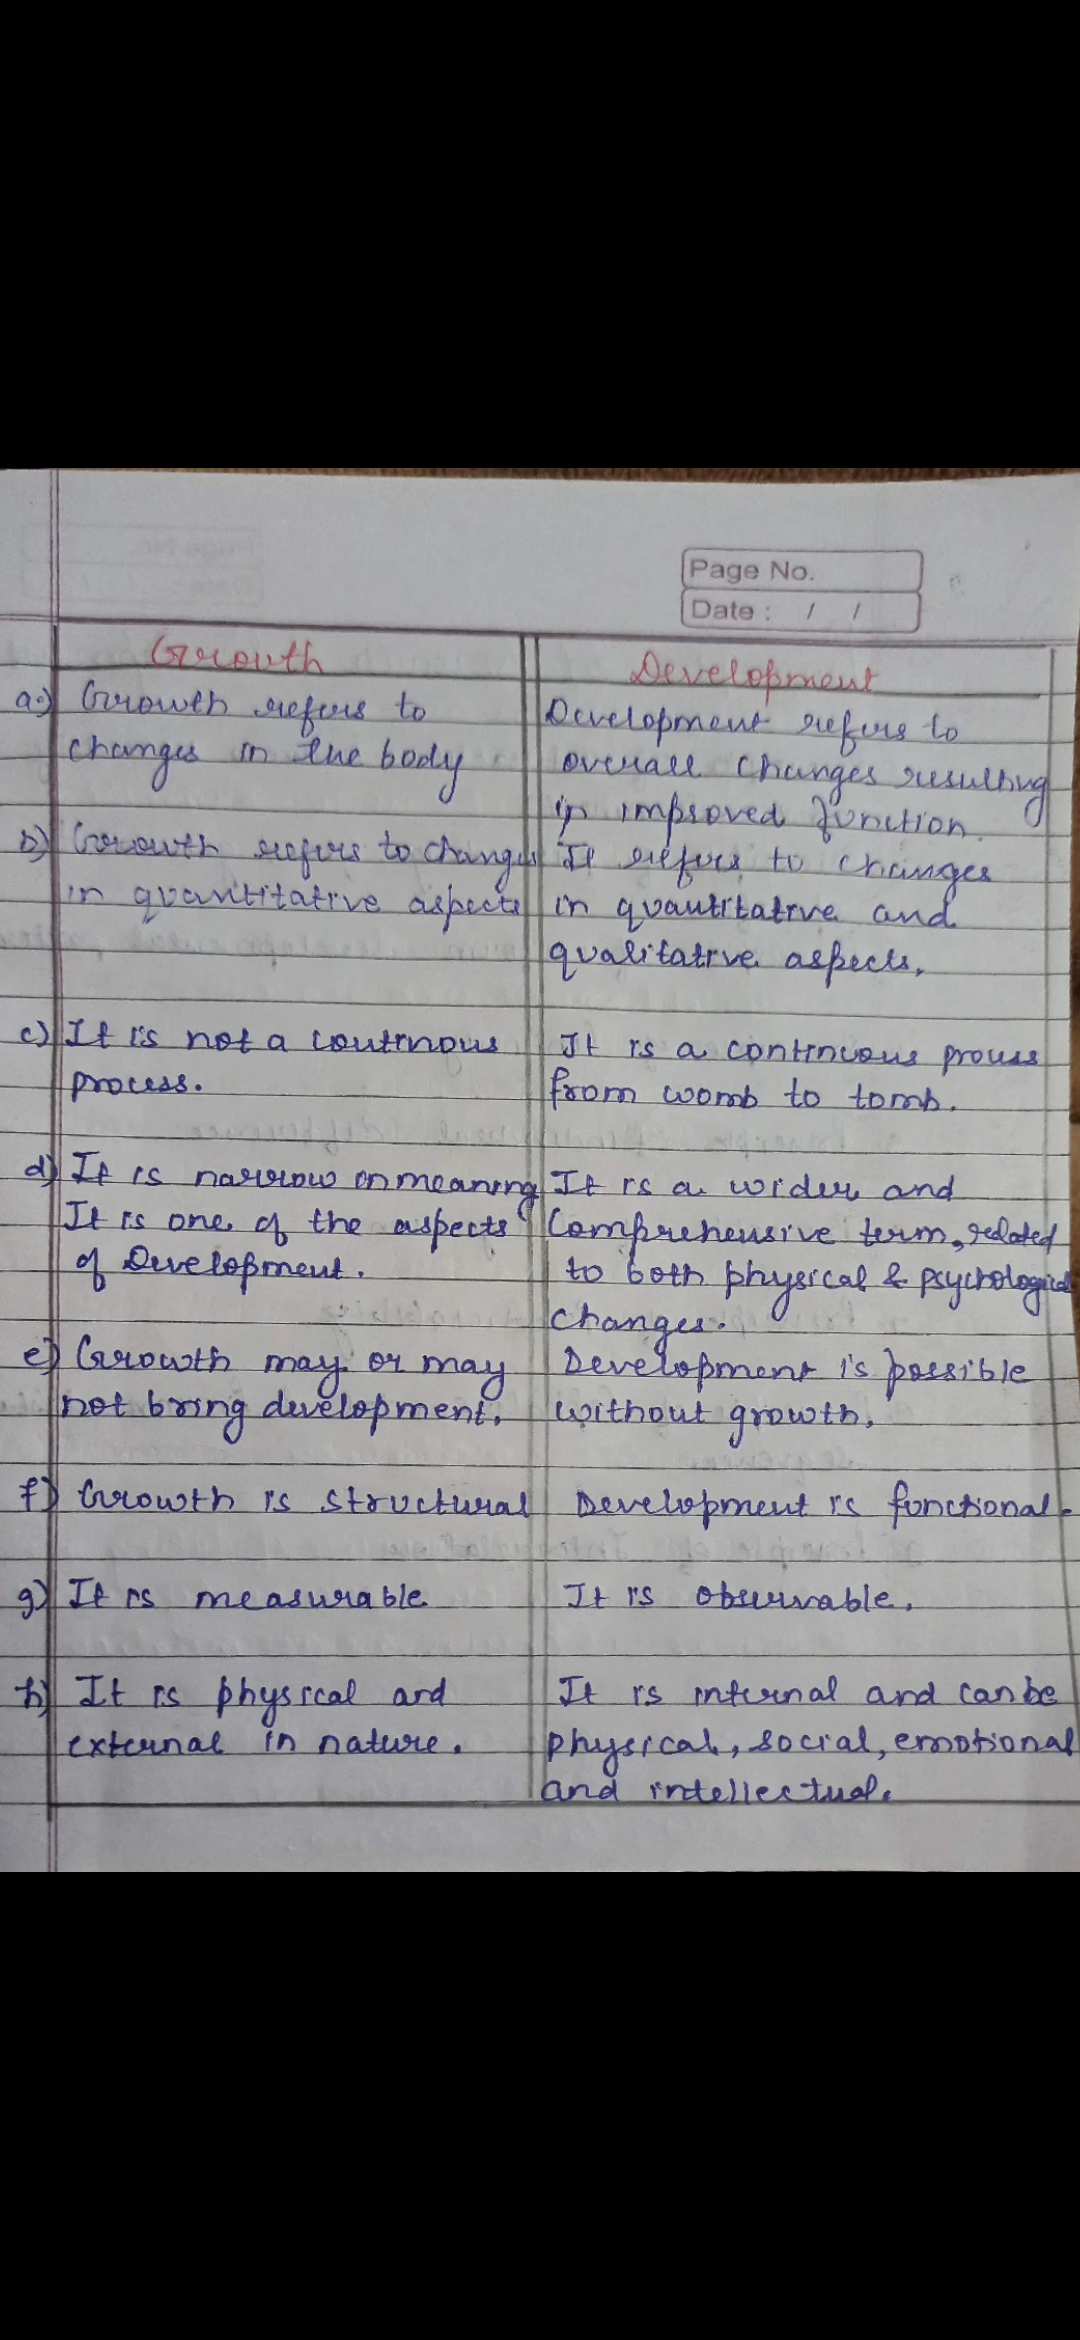 Page No.
Date : / /
Growth
Development
a.) Growth refers to
changes in the body
Development refers to
overall changes resulting
in improved function.
b) Growth refers to changes
in quantitative aspects
It refers to changes
in quantitative and
qualitative aspects.
c) It is not a continous
process.
It is a continuous process
from womb to tomb.
d) It is narrow in meaning
It is one of the aspects
of Development.
It is a wider and
Comprehensive term, related
to both physical & psychological
changes.
e) Growth may or may
not bring development.
Development is possible
without growth.
f) Growth is structural
Development is functional.
g) It is measurable
It is observable.
h) It is physical and
external in nature.
It is internal and can be
physical, social, emotional
and intellectual.